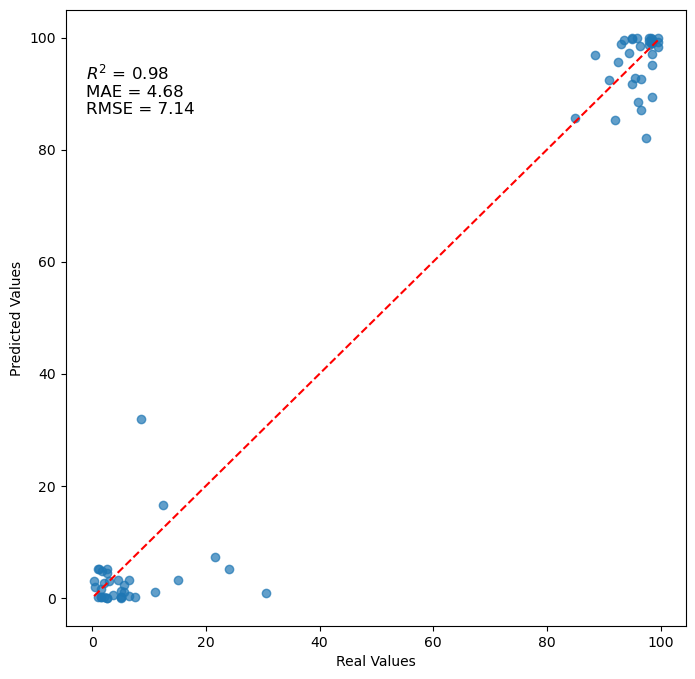 R² = 0.98
MAE = 4.68
RMSE = 7.14
100
80
60
40
20
0
Predicted Values
0 20 40 60 80 100
Real Values